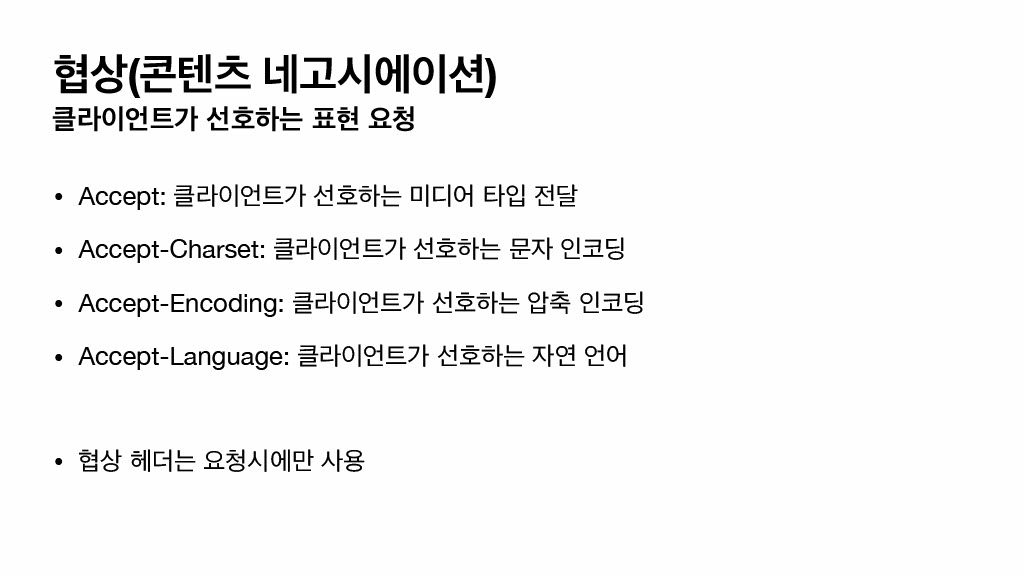 협상(콘텐츠 네고시에이션)
클라이언트가 선호하는 표현 요청
• Accept: 클라이언트가 선호하는 미디어 타입 전달
• Accept-Charset: 클라이언트가 선호하는 문자 인코딩
• Accept-Encoding: 클라이언트가 선호하는 압축 인코딩
• Accept-Language: 클라이언트가 선호하는 자연 언어
• 협상 헤더는 요청시에만 사용